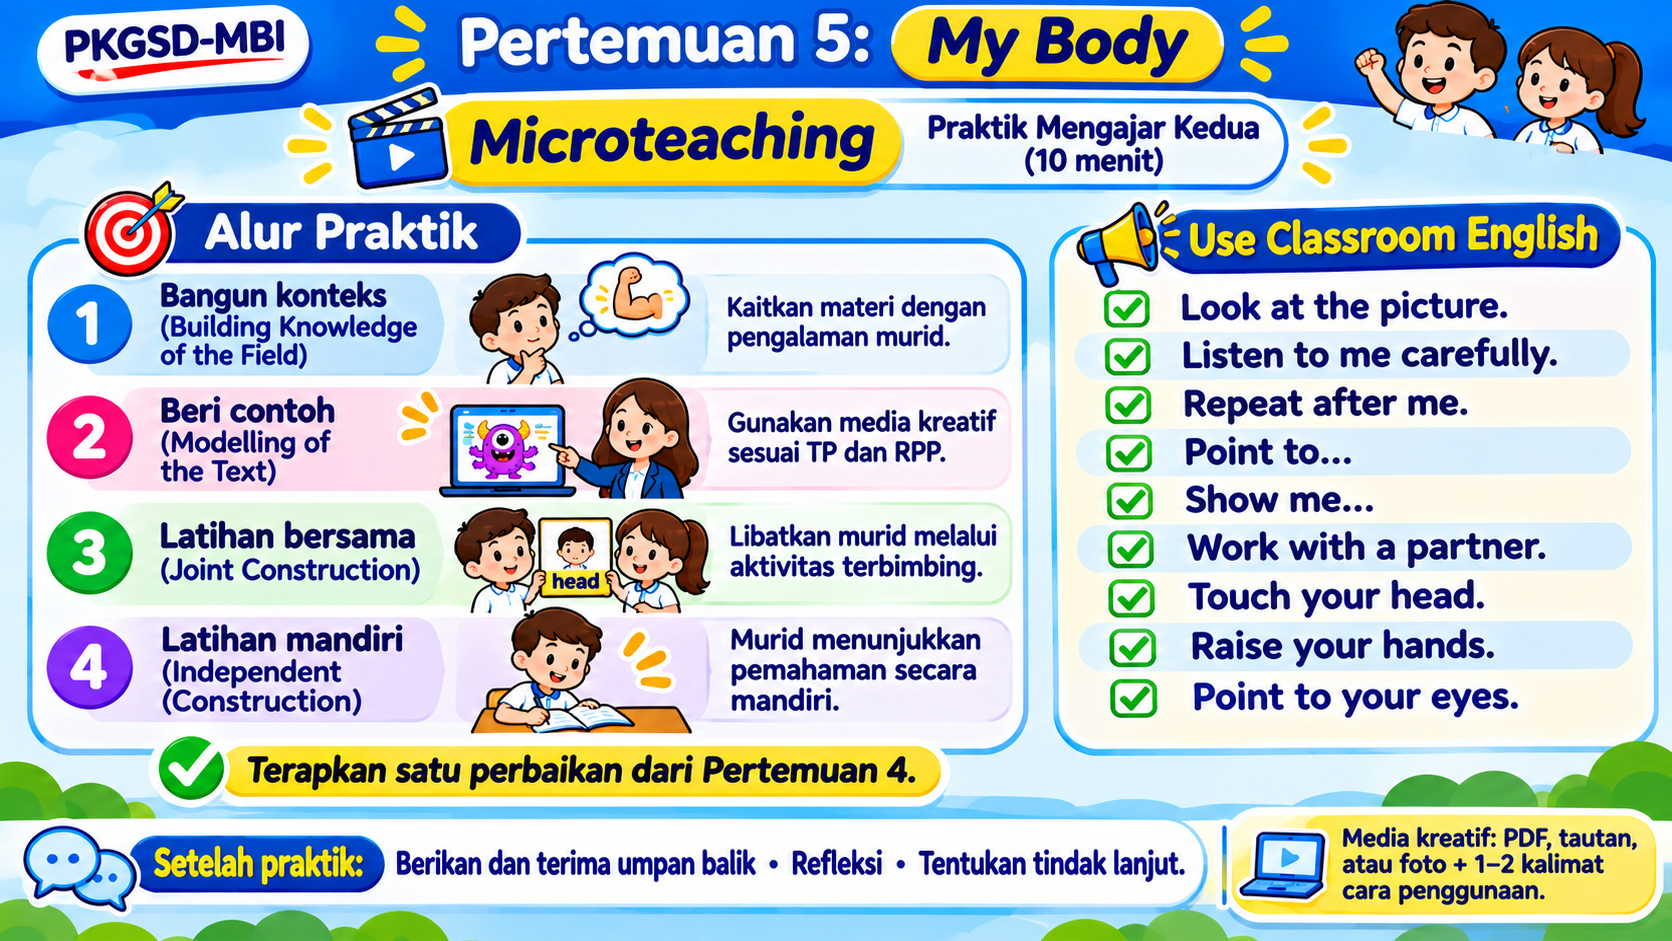 PKGSD-MBI
Pertemuan 5: My Body
Microteaching
Praktik Mengajar Kedua
(10 menit)
Alur Praktik
1
Bangun konteks
(Building Knowledge
of the Field)
Kaitkan materi dengan
pengalaman murid.
2
Beri contoh
(Modelling of
the Text)
Gunakan media kreatif
sesuai TP dan RPP.
3
Latihan bersama
(Joint Construction)
head
Libatkan murid melalui
aktivitas terbimbing.
4
Latihan mandiri
(Independent
(Construction)
Murid menunjukkan
pemahaman secara
mandiri.
Terapkan satu perbaikan dari Pertemuan 4.
Use Classroom English
Look at the picture.
Listen to me carefully.
Repeat after me.
Point to...
Show me...
Work with a partner.
Touch your head.
Raise your hands.
Point to your eyes.
Setelah praktik: Berikan dan terima umpan balik • Refleksi • Tentukan tindak lanjut.
Media kreatif: PDF, tautan,
atau foto + 1–2 kalimat
cara penggunaan.